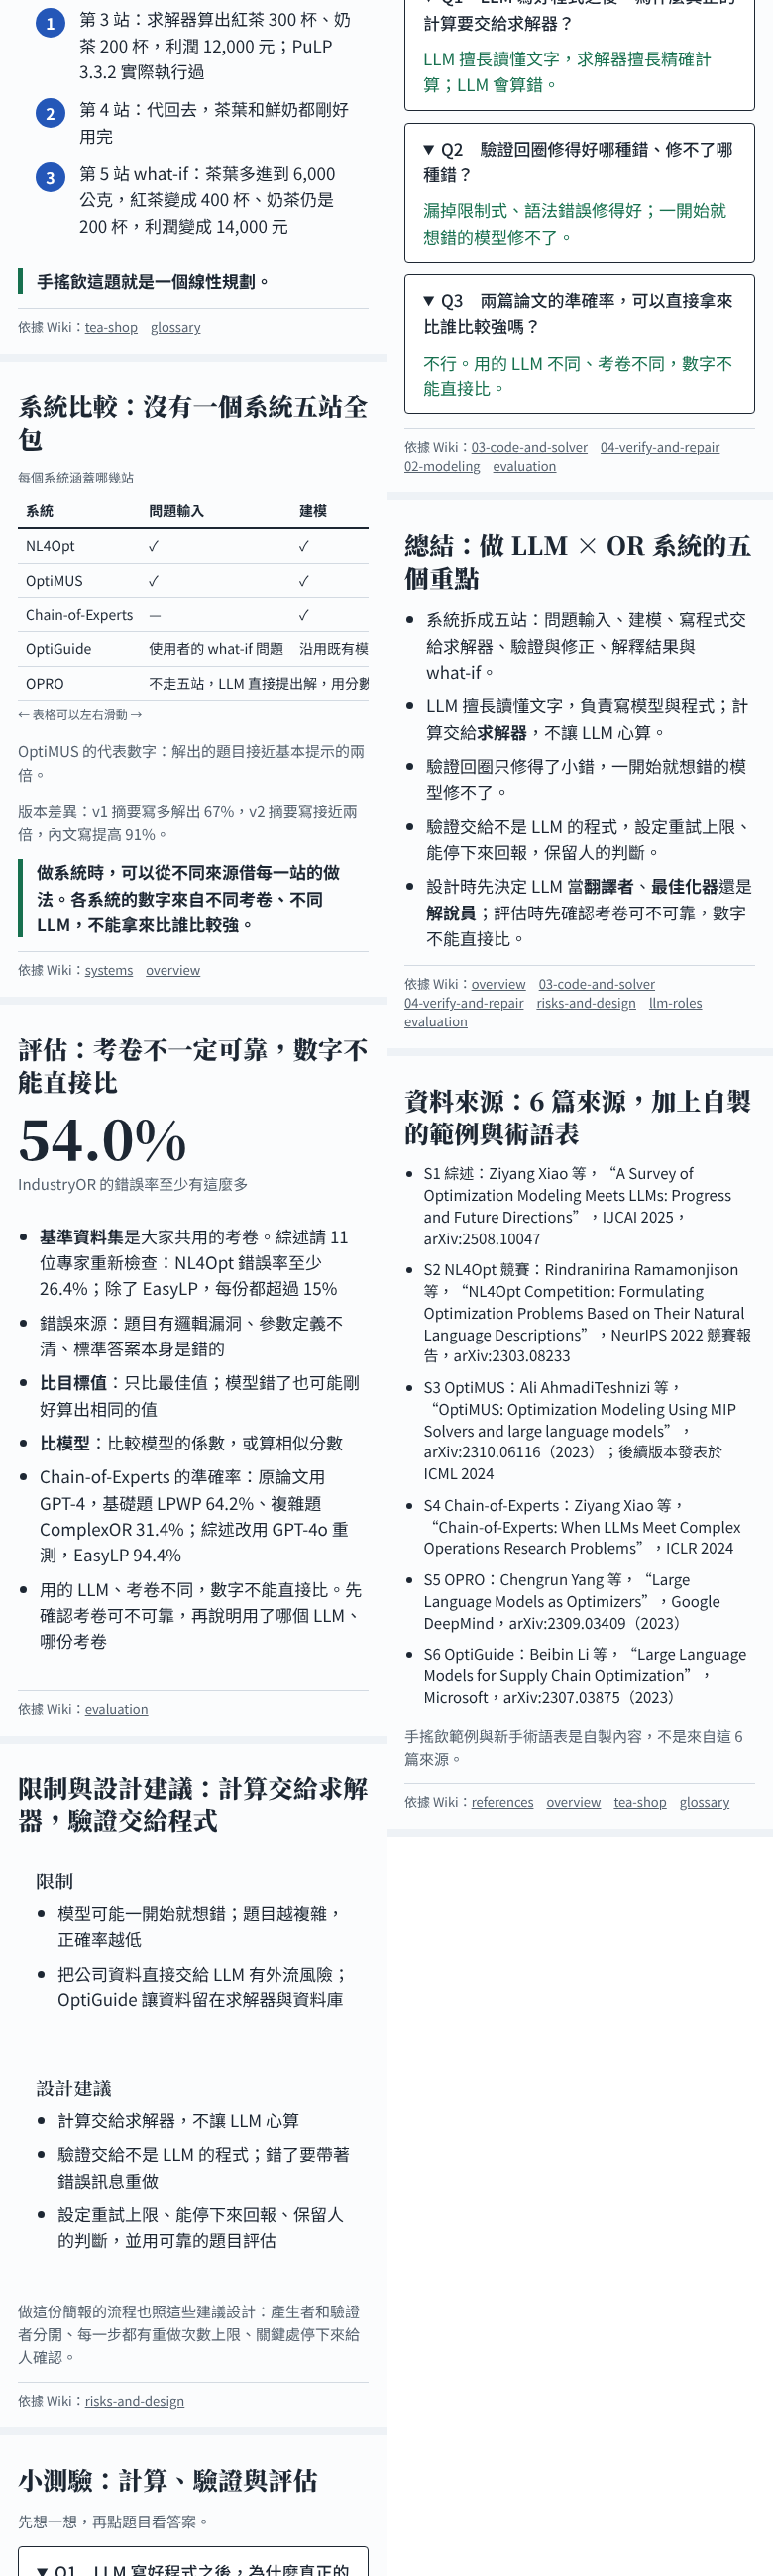 1 第 3 站：求解器算出紅茶 300 杯、奶
茶 200 杯，利潤 12,000 元；PuLP
3.3.2 實際執行過
2 第 4 站：代回去，茶葉和鮮奶都剛好
用完
3 第 5 站 what-if：茶葉多進到 6,000
公克，紅茶變成 400 杯、奶茶仍是
200 杯，利潤變成 14,000 元
手搖飲這題就是一個線性規劃。
依據 Wiki：tea-shop glossary
系統比較：沒有一個系統五站全
包
每個系統涵蓋哪幾站
系統 問題輸入 建模
NL4Opt ✓ ✓
OptiMUS ✓ ✓
Chain-of-Experts — ✓
OptiGuide 使用者的 what-if 問題 沿用既有模
OPRO 不走五站，LLM 直接提出解，用分數
← 表格可以左右滑動 →
OptiMUS 的代表數字：解出的題目接近基本提示的兩
倍。
版本差異：v1 摘要寫多解出 67%，v2 摘要寫接近兩
倍，內文寫提高 91%。
做系統時，可以從不同來源借每一站的做
法。各系統的數字來自不同考卷、不同
LLM，不能拿來比誰比較強。
依據 Wiki：systems overview
評估：考卷不一定可靠，數字不
能直接比
54.0%
IndustryOR 的錯誤率至少有這麼多
• 基準資料集是大家共用的考卷。綜述請 11
位專家重新檢查：NL4Opt 錯誤率至少
26.4%；除了 EasyLP，每份都超過 15%
• 錯誤來源：題目有邏輯漏洞、參數定義不
清、標準答案本身是錯的
• 比目標值：只比最佳值；模型錯了也可能剛
好算出相同的值
• 比模型：比較模型的係數，或算相似分數
• Chain-of-Experts 的準確率：原論文用
GPT-4，基礎題 LPWP 64.2%、複雜題
ComplexOR 31.4%；綜述改用 GPT-4o 重
測，EasyLP 94.4%
• 用的 LLM、考卷不同，數字不能直接比。先
確認考卷可不可靠，再說明用了哪個 LLM、
哪份考卷
依據 Wiki：evaluation
限制與設計建議：計算交給求解
器，驗證交給程式
限制
• 模型可能一開始就想錯；題目越複雜，
正確率越低
• 把公司資料直接交給 LLM 有外流風險；
OptiGuide 讓資料留在求解器與資料庫
設計建議
• 計算交給求解器，不讓 LLM 心算
• 驗證交給不是 LLM 的程式；錯了要帶著
錯誤訊息重做
• 設定重試上限、能停下來回報、保留人
的判斷，並用可靠的題目評估
做這份簡報的流程也照這些建議設計：產生者和驗證
者分開、每一步都有重做次數上限、關鍵處停下來給
人確認。
依據 Wiki：risks-and-design
小測驗：計算、驗證與評估
先想一想，再點題目看答案。
▼ Q1 LLM 寫好程式之後，為什麼真正的
計算要交給求解器？
LLM 擅長讀懂文字，求解器擅長精確計
算；LLM 會算錯。
▼ Q2 驗證回圈修得好哪種錯、修不了哪
種錯？
漏掉限制式、語法錯誤修得好；一開始就
想錯的模型修不了。
▼ Q3 兩篇論文的準確率，可以直接拿來
比誰比較強嗎？
不行。用的 LLM 不同、考卷不同，數字不
能直接比。
依據 Wiki：03-code-and-solver 04-verify-and-repair
02-modeling evaluation
總結：做 LLM × OR 系統的五
個重點
• 系統拆成五站：問題輸入、建模、寫程式交
給求解器、驗證與修正、解釋結果與
what-if。
• LLM 擅長讀懂文字，負責寫模型與程式；計
算交給求解器，不讓 LLM 心算。
• 驗證回圈只修得了小錯，一開始就想錯的模
型修不了。
• 驗證交給不是 LLM 的程式，設定重試上限、
能停下來回報，保留人的判斷。
• 設計時先決定 LLM 當翻譯者、最佳化器還是
解說員；評估時先確認考卷可不可靠，數字
不能直接比。
依據 Wiki：overview 03-code-and-solver
04-verify-and-repair risks-and-design llm-roles
evaluation
資料來源：6 篇來源，加上自製
的範例與術語表
• S1 綜述：Ziyang Xiao 等，“A Survey of
Optimization Modeling Meets LLMs: Progress
and Future Directions”，IJCAI 2025，
arXiv:2508.10047
• S2 NL4Opt 競賽：Rindranirina Ramamonjison
等，“NL4Opt Competition: Formulating
Optimization Problems Based on Their Natural
Language Descriptions”，NeurIPS 2022 競賽報
告，arXiv:2303.08233
• S3 OptiMUS：Ali AhmadiTeshnizi 等，
“OptiMUS: Optimization Modeling Using MIP
Solvers and large language models”，
arXiv:2310.06116（2023）；後續版本發表於
ICML 2024
• S4 Chain-of-Experts：Ziyang Xiao 等，
“Chain-of-Experts: When LLMs Meet Complex
Operations Research Problems”，ICLR 2024
• S5 OPRO：Chengrun Yang 等，“Large
Language Models as Optimizers”，Google
DeepMind，arXiv:2309.03409（2023）
• S6 OptiGuide：Beibin Li 等，“Large Language
Models for Supply Chain Optimization”，
Microsoft，arXiv:2307.03875（2023）
手搖飲範例與新手術語表是自製內容，不是來自這 6
篇來源。
依據 Wiki：references overview tea-shop glossary